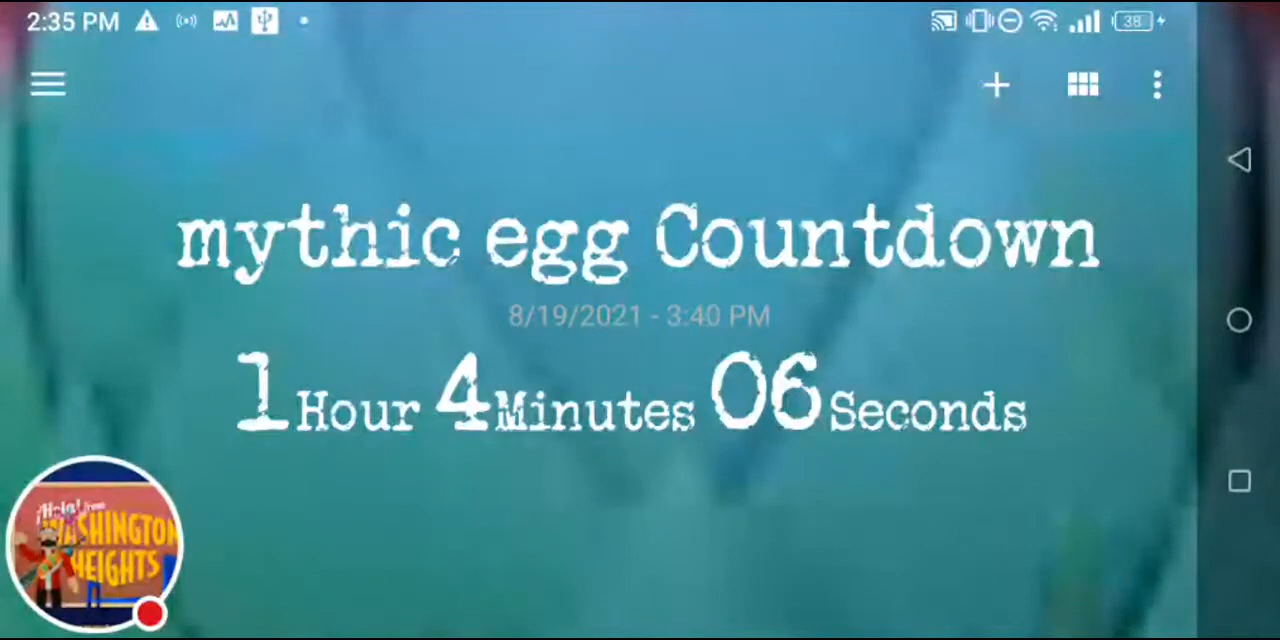 2:35 PM
38
mythic egg Countdown
8/19/2021 - 3:40 PM
1 Hour 4 Minutes 06 Seconds
¡Hola! from
WASHINGTON
HEIGHTS